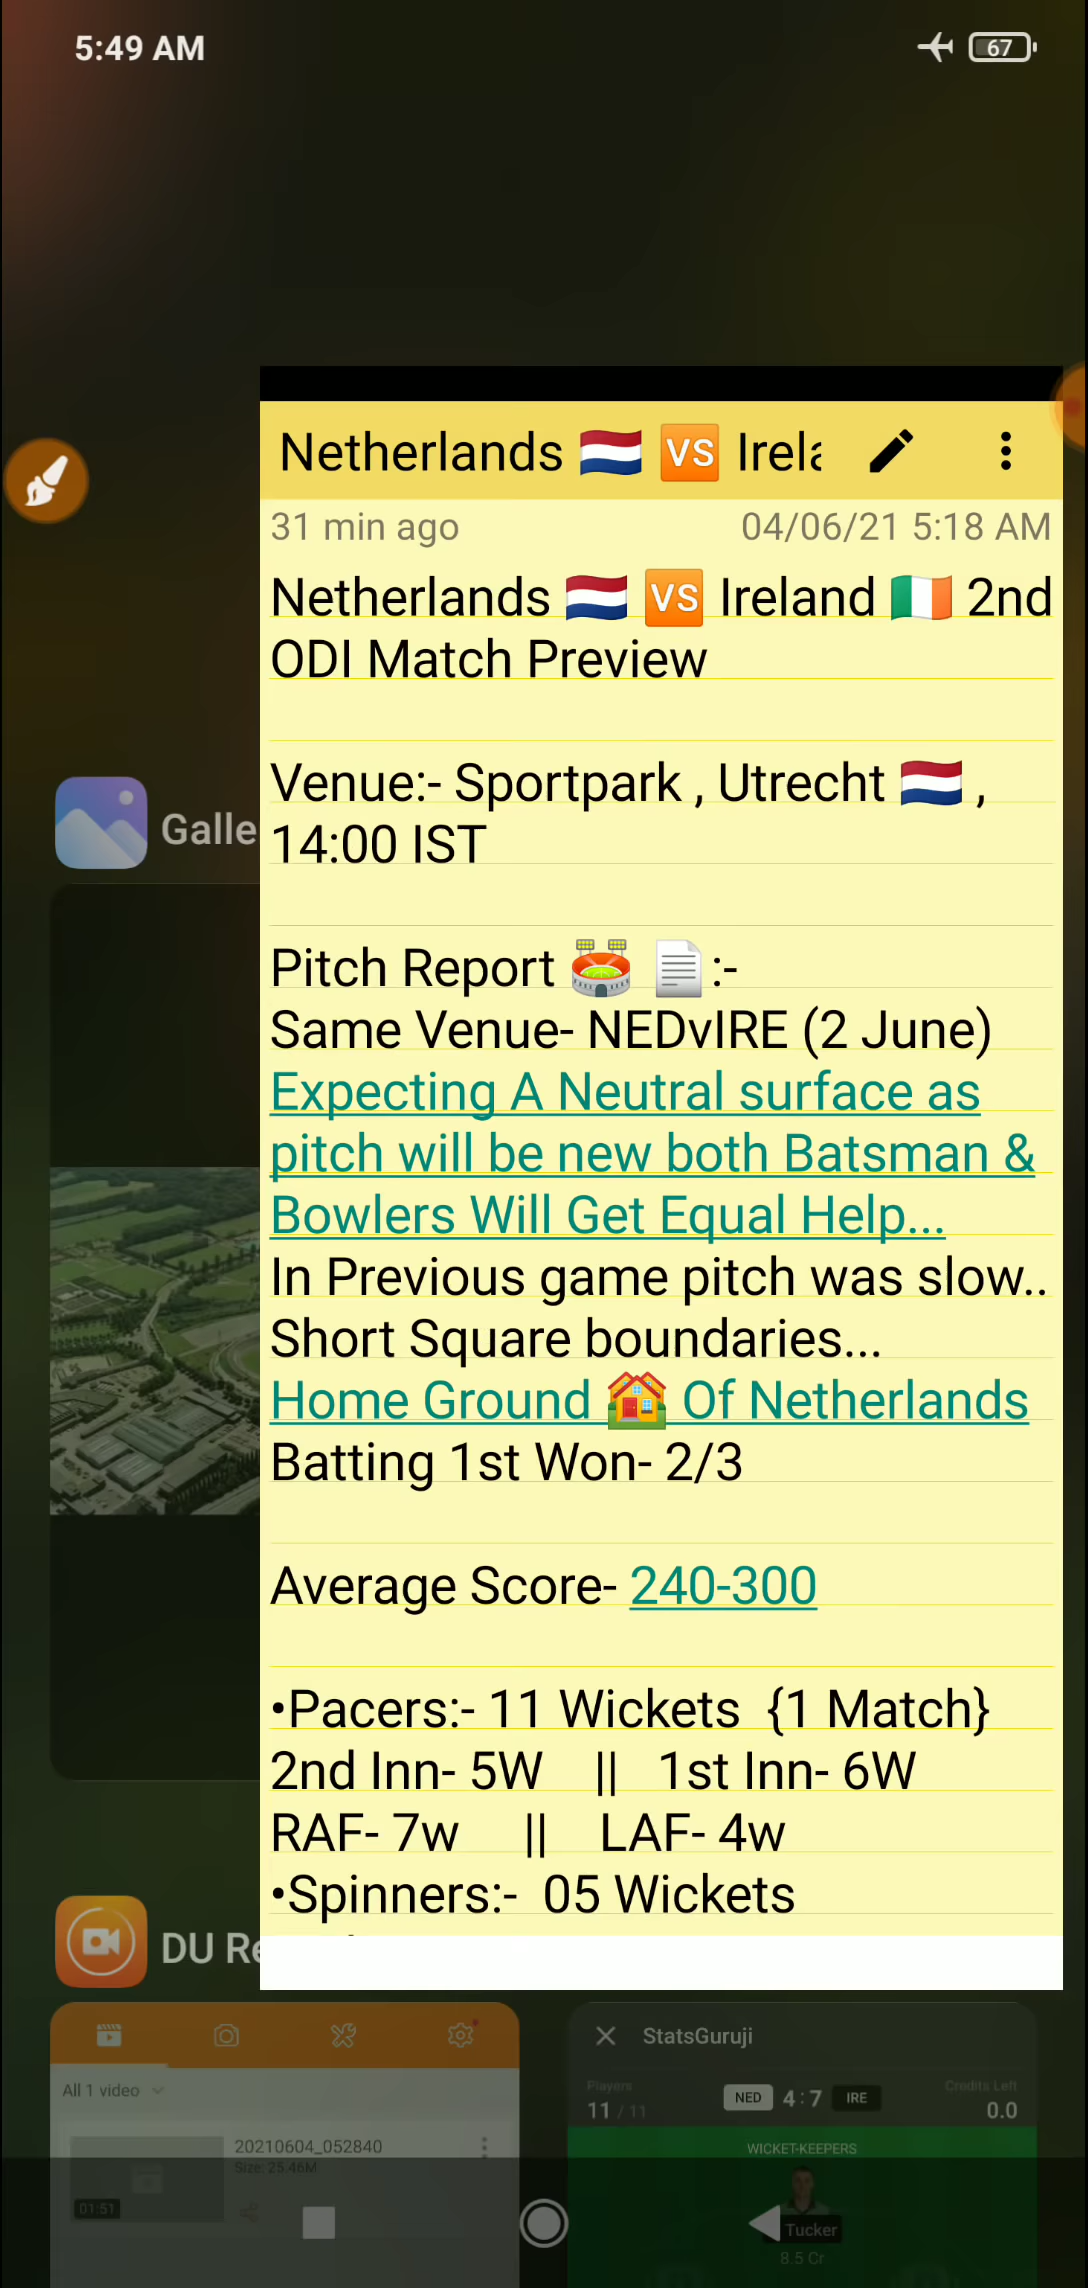 5:49 AM
67
Netherlands 🇳🇱 🆚 Irela
31 min ago 04/06/21 5:18 AM
Netherlands 🇳🇱 🆚 Ireland 🇮🇪 2nd
ODI Match Preview
Venue:- Sportpark , Utrecht 🇳🇱 ,
14:00 IST
Pitch Report 🏟 📄 :-
Same Venue- NEDvIRE (2 June)
Expecting A Neutral surface as
pitch will be new both Batsman &
Bowlers Will Get Equal Help...
In Previous game pitch was slow..
Short Square boundaries...
Home Ground 🏠 Of Netherlands
Batting 1st Won- 2/3
Average Score- 240-300
•Pacers:- 11 Wickets {1 Match}
2nd Inn- 5W || 1st Inn- 6W
RAF- 7w || LAF- 4w
•Spinners:- 05 Wickets
Galle
DU Re
All 1 video
20210604_052840
Size: 25.46M
01:51
StatsGuruji
Players
11 / 11
NED 4:7 IRE
Credits Left
0.0
WICKET-KEEPERS
Tucker
8.5 Cr